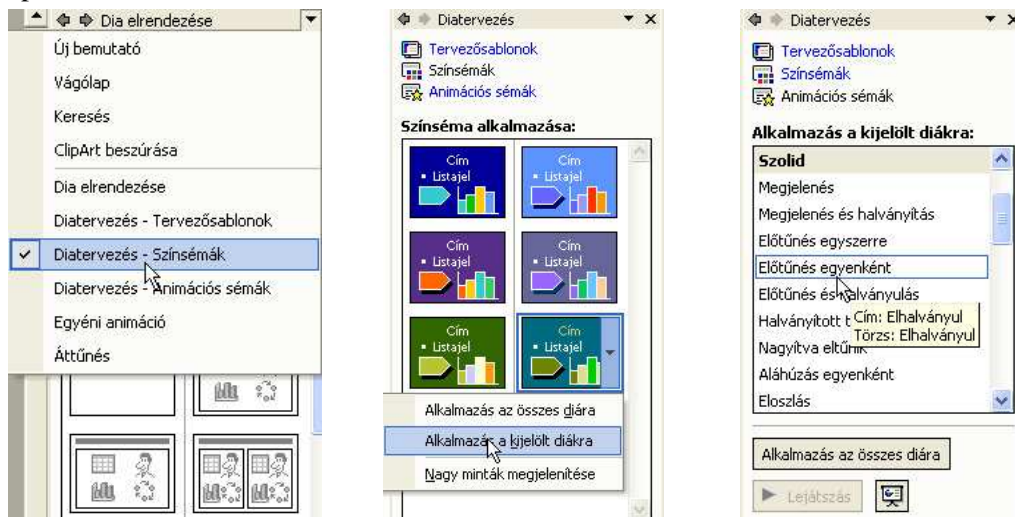 Dia elrendezése
Új bemutató
Vágólap
Keresés
ClipArt beszúrása
Dia elrendezése
Diatervezés - Tervezősablonok
Diatervezés - Színsémák
Diatervezés - Animációs sémák
Egyéni animáció
Áttűnés
Diatervezés
Tervezősablonok
Színsémák
Animációs sémák
Színséma alkalmazása:
Cím
Listajel
Cím
Listajel
Cím
Listajel
Cím
Listajel
Cím
Listajel
Cím
Listajel
Alkalmazás az összes diára
Alkalmazás a kijelölt diákra
Nagy minták megjelenítése
Diatervezés
Tervezősablonok
Színsémák
Animációs sémák
Alkalmazás a kijelölt diákra:
Szolid
Megjelenés
Megjelenés és halványítás
Előtűnés egyszerre
Előtűnés egyenként
Előtűnés és halványulás
Halványított t
Cím: Elhalványul
Törzs: Elhalványul
Nagyítva eltűnik
Aláhúzás egyenként
Eloszlás
Alkalmazás az összes diára
Lejátszás